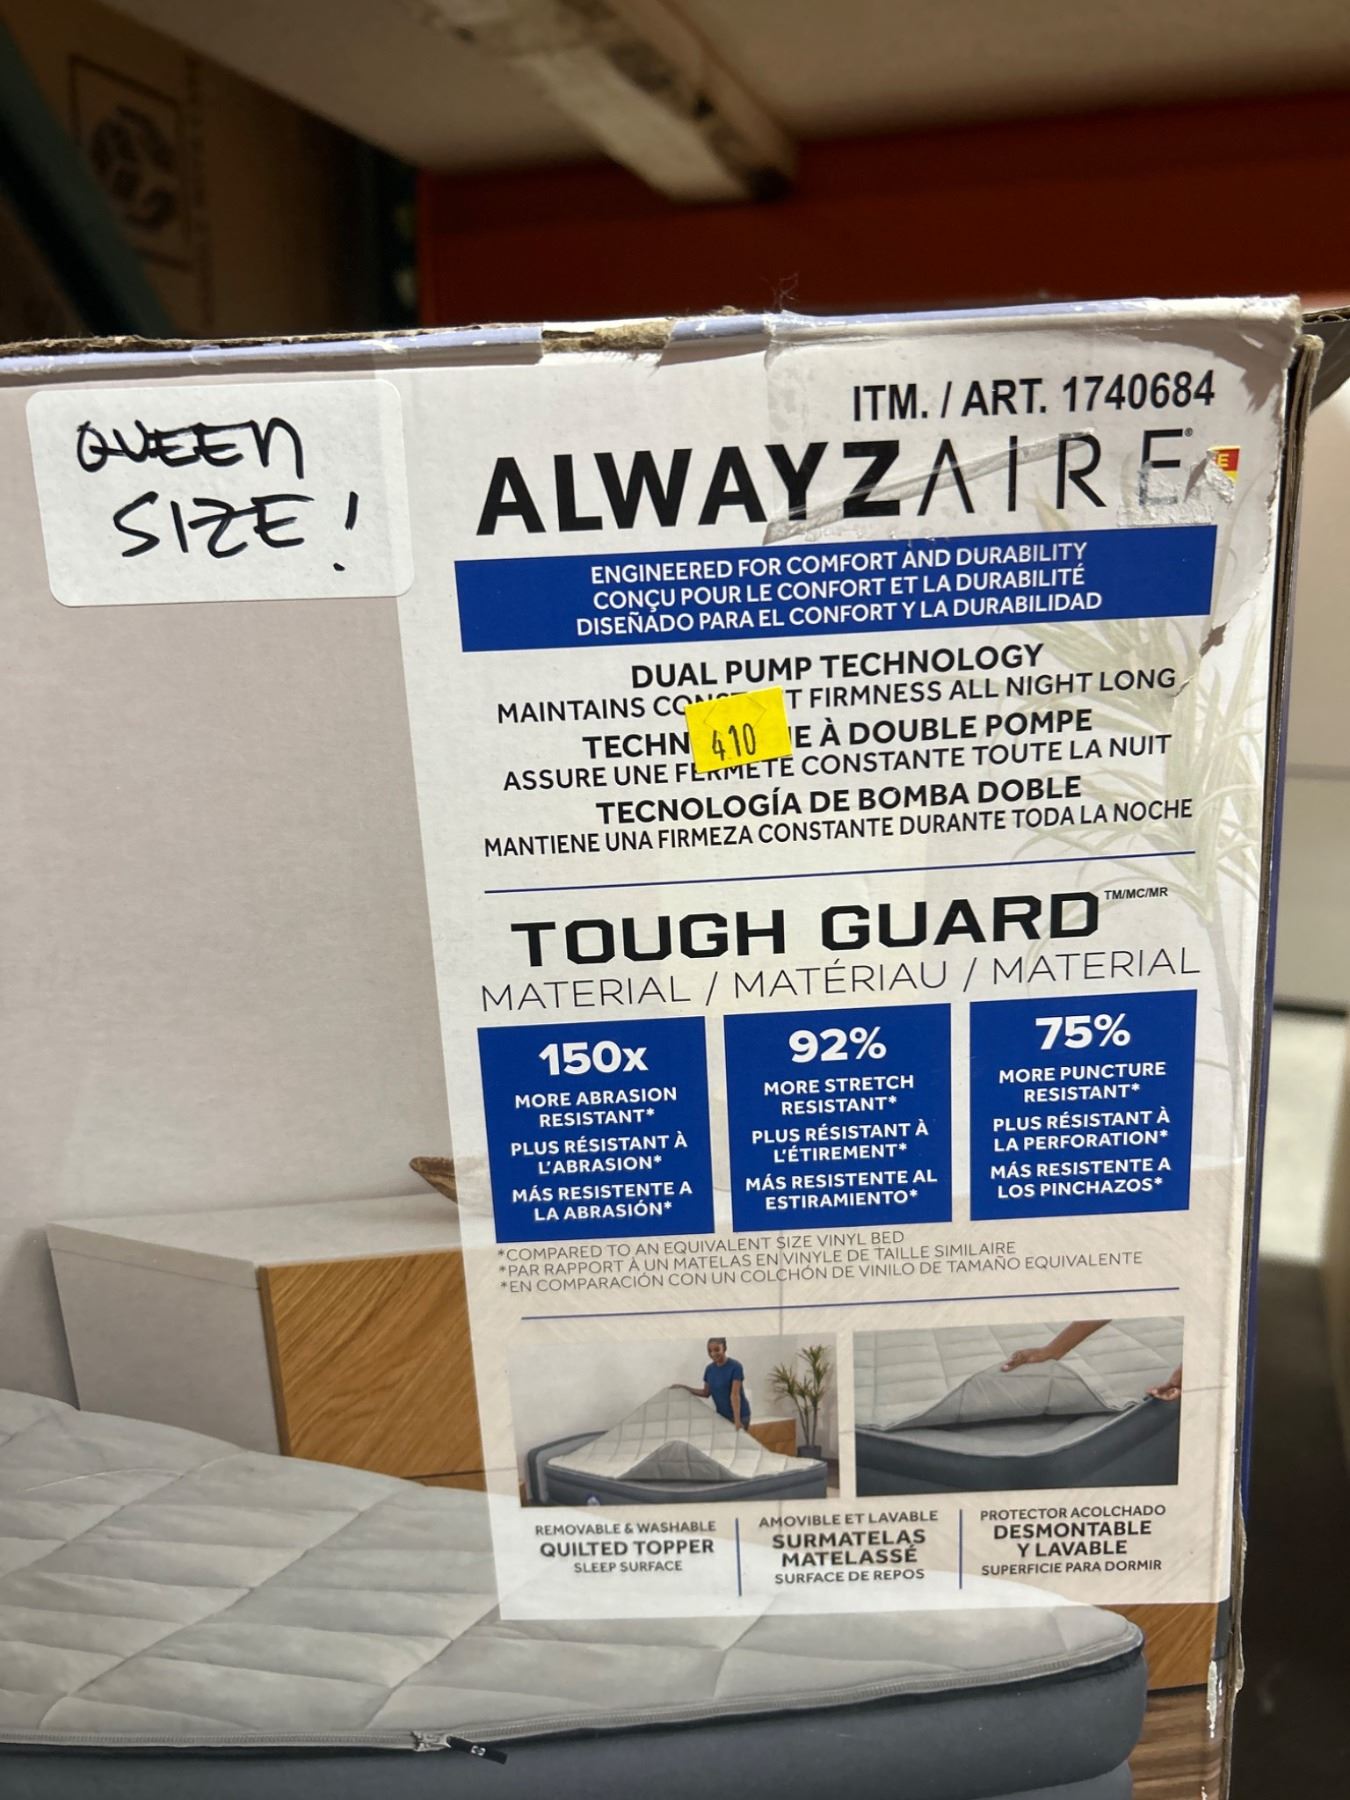 QUEEN
SIZE!
ITM. / ART. 1740684
ALWAYZAIRE®
ENGINEERED FOR COMFORT AND DURABILITY
CONÇU POUR LE CONFORT ET LA DURABILITÉ
DISEÑADO PARA EL CONFORT Y LA DURABILIDAD
DUAL PUMP TECHNOLOGY
MAINTAINS FIRMNESS ALL NIGHT LONG
410
À DOUBLE POMPE
ASSURE UNE FERMETÉ CONSTANTE TOUTE LA NUIT
TECNOLOGÍA DE BOMBA DOBLE
MANTIENE UNA FIRMEZA CONSTANTE DURANTE TODA LA NOCHE
TOUGH GUARD TM/MC/MR
MATERIAL / MATÉRIAU / MATERIAL
150x
MORE ABRASION
RESISTANT*
PLUS RÉSISTANT À
L'ABRASION*
MÁS RESISTENTE A
LA ABRASIÓN*
92%
MORE STRETCH
RESISTANT*
PLUS RÉSISTANT À
L'ÉTIREMENT*
MÁS RESISTENTE AL
ESTIRAMIENTO*
75%
MORE PUNCTURE
RESISTANT*
PLUS RÉSISTANT À
LA PERFORATION*
MÁS RESISTENTE A
LOS PINCHAZOS*
*COMPARED TO AN EQUIVALENT SIZE VINYL BED
*PAR RAPPORT À UN MATELAS EN VINYLE DE TAILLE SIMILAIRE
*EN COMPARACIÓN CON UN COLCHÓN DE VINILO DE TAMAÑO EQUIVALENTE
REMOVABLE & WASHABLE
QUILTED TOPPER
SLEEP SURFACE
AMOVIBLE ET LAVABLE
SURMATELAS
MATELASSÉ
SURFACE DE REPOS
PROTECTOR ACOLCHADO
DESMONTABLE
Y LAVABLE
SUPERFICIE PARA DORMIR